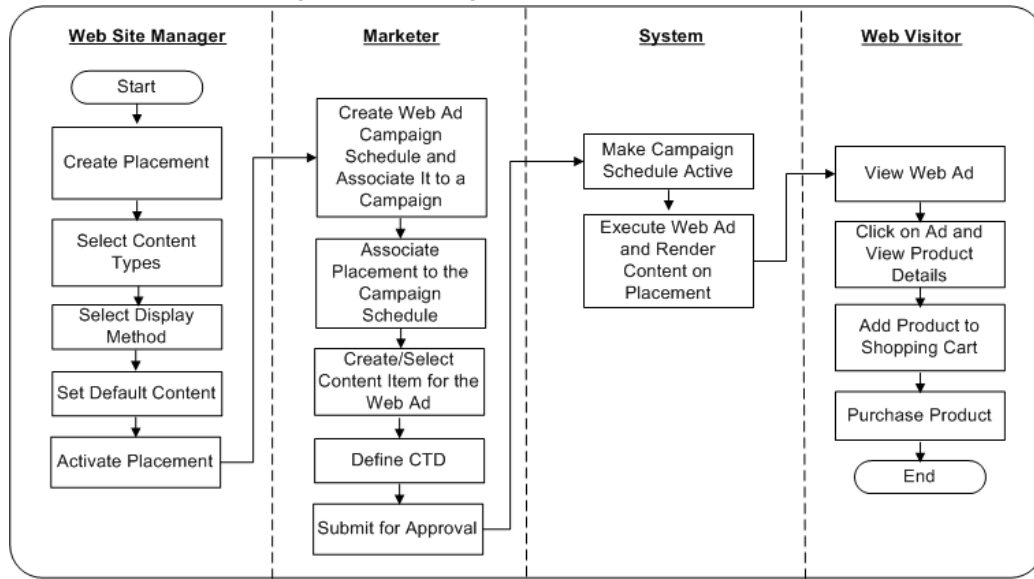 Web Site Manager
Start
Create Placement
Select Content
Types
Select Display
Method
Set Default Content
Activate Placement
Marketer
Create Web Ad
Campaign
Schedule and
Associate It to a
Campaign
Associate
Placement to the
Campaign
Schedule
Create/Select
Content Item for the
Web Ad
Define CTD
Submit for Approval
System
Make Campaign
Schedule Active
Execute Web Ad
and Render
Content on
Placement
Web Visitor
View Web Ad
Click on Ad and
View Product
Details
Add Product to
Shopping Cart
Purchase Product
End